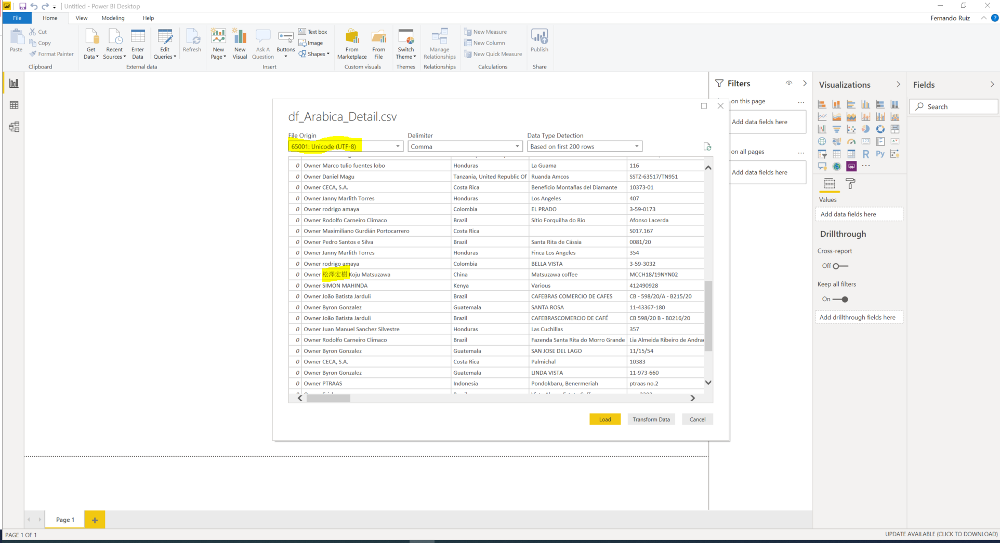 Untitled - Power BI Desktop
File Home View Modeling Help
Fernando Ruiz
Paste
Cut
Copy
Format Painter
Clipboard
Get Data
Recent Sources
Enter Data
Edit Queries
Refresh
External data
New Page
New Visual
Ask A Question
Buttons
Text box
Image
Shapes
Insert
From Marketplace
From File
Custom visuals
Switch Theme
Themes
Manage Relationships
Relationships
New Measure
New Column
New Quick Measure
Calculations
Publish
Share
df_Arabica_Detail.csv
File Origin Delimiter Data Type Detection
65001: Unicode (UTF-8) Comma Based on first 200 rows
0 Owner Marco tulio fuentes lobo Honduras La Guama 116
0 Owner Daniel Magu Tanzania, United Republic Of Ruanda Amcos SSTZ-63517/TN951
0 Owner CECA, S.A. Costa Rica Beneficio Montañas del Diamante 10373-01
0 Owner Janny Marlith Torres Honduras Los Angeles 407
0 Owner rodrigo amaya Colombia EL PRADO 3-59-0173
0 Owner Rodolfo Carneiro Climaco Brazil Sítio Forquilha do Rio Afonso Lacerda
0 Owner Maximiliano Gurdián Portocarrero Costa Rica S017.167
0 Owner Pedro Santos e Silva Brazil Santa Rita de Cássia 0081/20
0 Owner Janny Marlith Torres Honduras Finca Los Angeles 354
0 Owner rodrigo amaya Colombia BELLA VISTA 3-59-3032
0 Owner 松澤宏樹 Koju Matsuzawa China Matsuzawa coffee MCCH18/19NYN02
0 Owner SIMON MAHINDA Kenya Various 412490928
0 Owner João Batista Jarduli Brazil CAFEBRAS COMERCIO DE CAFES CB - 598/20/A - B215/20
0 Owner Byron Gonzalez Guatemala SANTA ROSA 11-43367-180
0 Owner João Batista Jarduli Brazil CAFEBRASCOMERCIO DE CAFÉ CB 598/20 B - B0216/20
0 Owner Juan Manuel Sanchez Silvestre Honduras Las Cuchillas 357
0 Owner Rodolfo Carneiro Climaco Brazil Fazenda Santa Rita do Morro Grande Lia Almeida Ribeiro de Andra
0 Owner Byron Gonzalez Guatemala SAN JOSE DEL LAGO 11/15/54
0 Owner CECA, S.A. Costa Rica Palmichal 10383
0 Owner Byron Gonzalez Guatemala LINDA VISTA 11-973-660
0 Owner PTRAAS Indonesia Pondokbaru, Benermeriah ptraas no.2
Load Transform Data Cancel
Filters
on this page ...
Add data fields here
on all pages ...
Add data fields here
Visualizations
123
R Py
...
Values
Add data fields here
Drillthrough
Cross-report
Off
Keep all filters
On
Add drillthrough fields here
Fields
Search
Page 1 +
PAGE 1 OF 1
UPDATE AVAILABLE (CLICK TO DOWNLOAD)